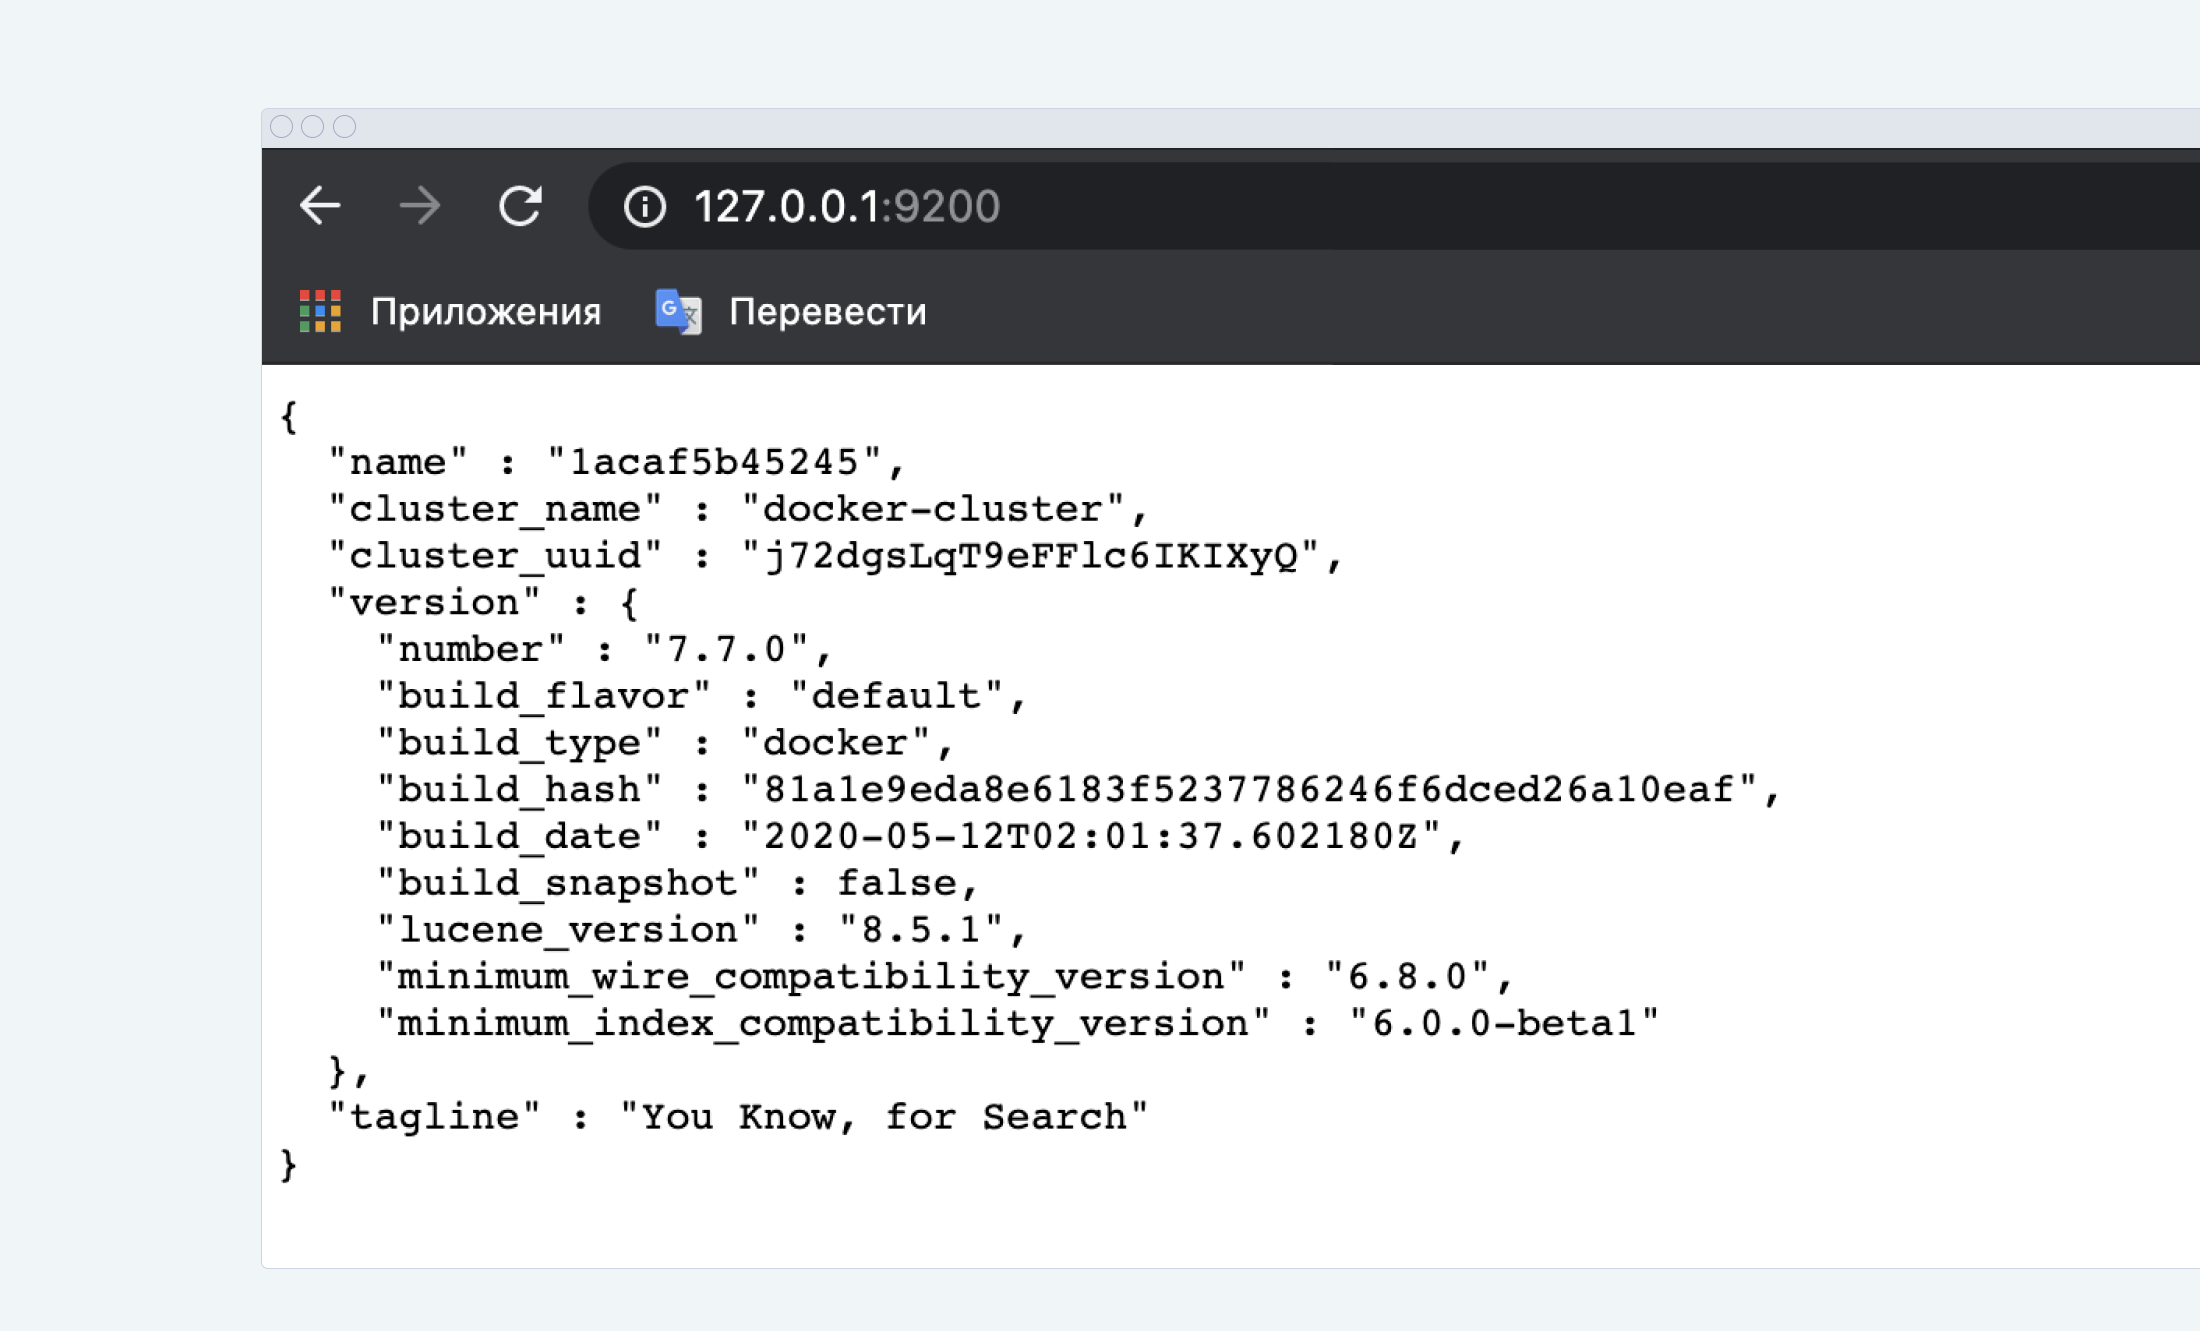 127.0.0.1:9200
Приложения Перевести
{
  "name" : "1acaf5b45245",
  "cluster_name" : "docker-cluster",
  "cluster_uuid" : "j72dgsLqT9eFFlc6IKIXyQ",
  "version" : {
    "number" : "7.7.0",
    "build_flavor" : "default",
    "build_type" : "docker",
    "build_hash" : "81a1e9eda8e6183f5237786246f6dced26a10eaf",
    "build_date" : "2020-05-12T02:01:37.602180Z",
    "build_snapshot" : false,
    "lucene_version" : "8.5.1",
    "minimum_wire_compatibility_version" : "6.8.0",
    "minimum_index_compatibility_version" : "6.0.0-beta1"
  },
  "tagline" : "You Know, for Search"
}